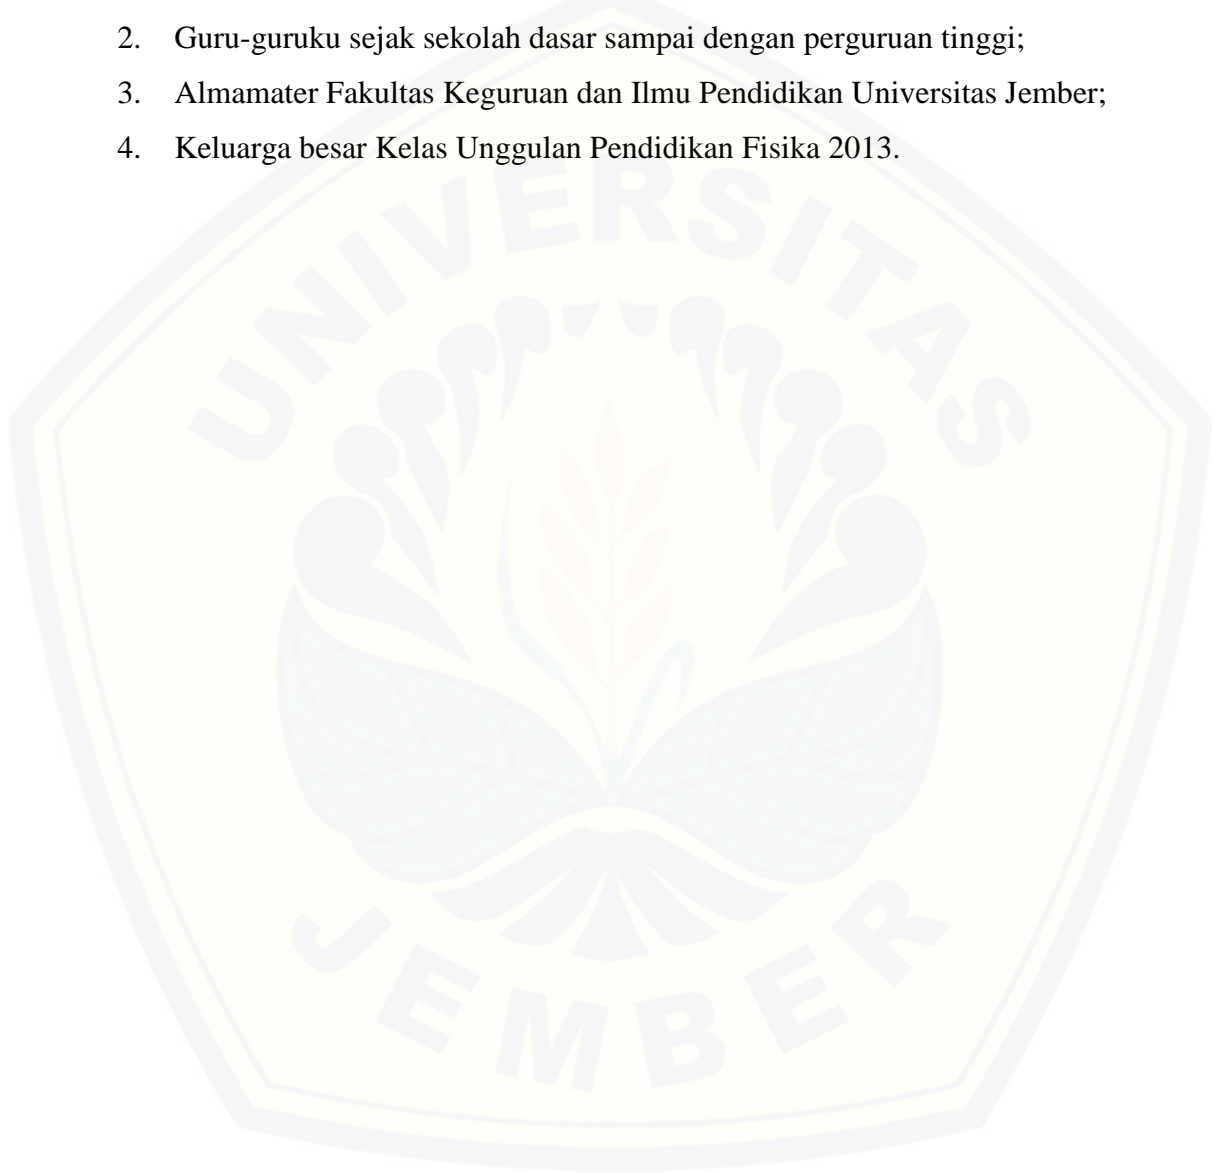 2. Guru-guruku sejak sekolah dasar sampai dengan perguruan tinggi;
3. Almamater Fakultas Keguruan dan Ilmu Pendidikan Universitas Jember;
4. Keluarga besar Kelas Unggulan Pendidikan Fisika 2013.
UNIVERSITAS
JEMBER